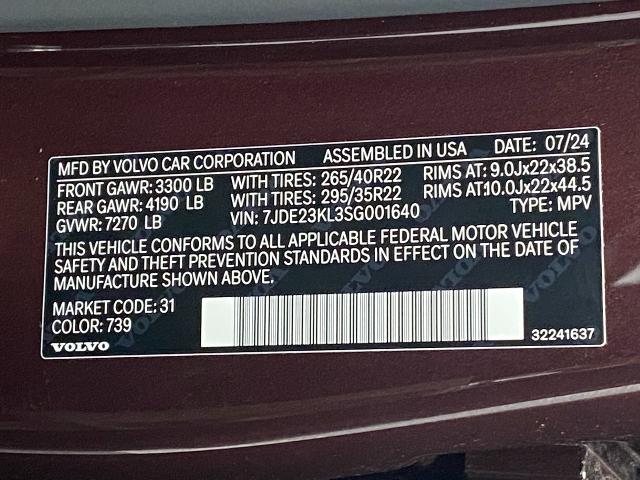 MFD BY VOLVO CAR CORPORATION ASSEMBLED IN USA DATE: 07/24
FRONT GAWR: 3300 LB WITH TIRES: 265/40R22 RIMS AT: 9.0Jx22x38.5
REAR GAWR: 4190 LB WITH TIRES: 295/35R22 RIMS AT:10.0Jx22x44.5
GVWR: 7270 LB VIN: 7JDE23KL3SG001640 TYPE: MPV
THIS VEHICLE CONFORMS TO ALL APPLICABLE FEDERAL MOTOR VEHICLE
SAFETY AND THEFT PREVENTION STANDARDS IN EFFECT ON THE DATE OF
MANUFACTURE SHOWN ABOVE.
MARKET CODE: 31
COLOR: 739
VOLVO 32241637